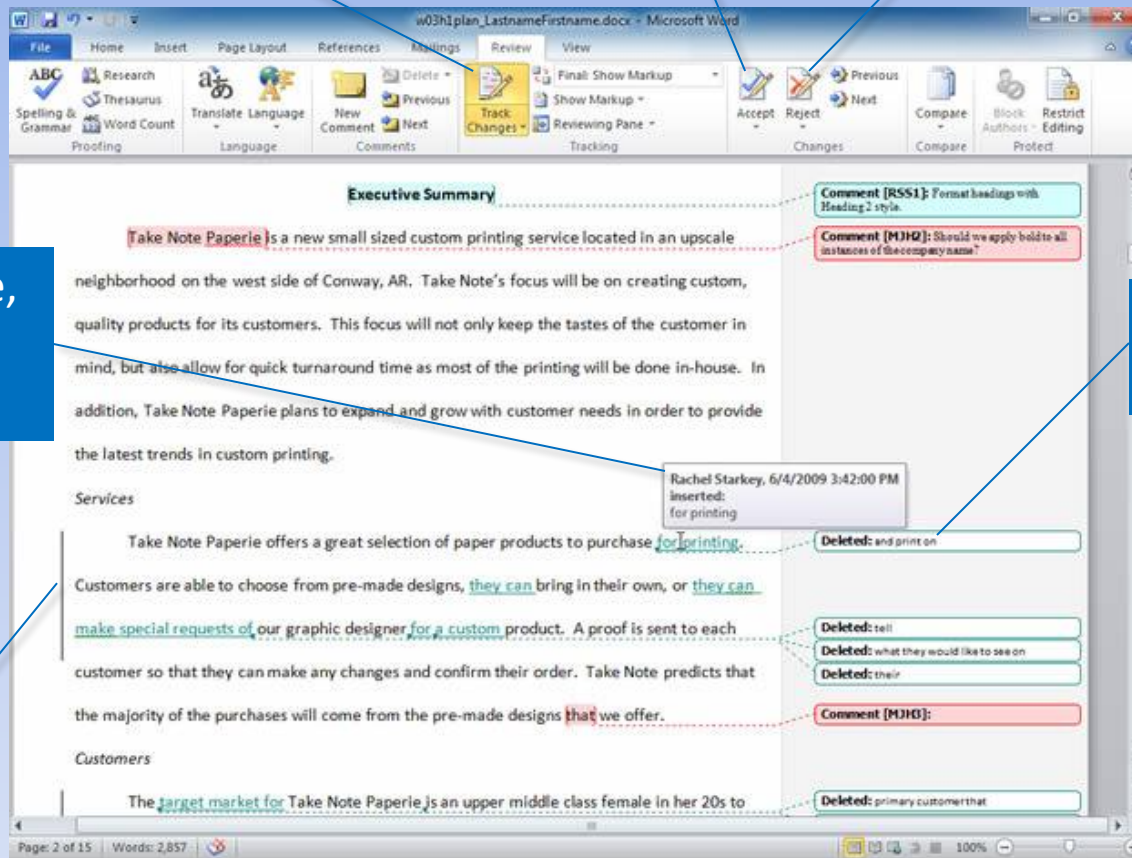 w03h1plan_LastnameFirstname.docx - Microsoft Word
File Home Insert Page Layout References Mailings Review View
ABC Spelling & Grammar
Research
Thesaurus
Word Count
Proofing
Translate Language
Language
New Comment
Delete
Previous
Next
Comments
Track Changes
Final: Show Markup
Show Markup
Reviewing Pane
Tracking
Accept Reject
Previous
Next
Changes
Compare
Compare
Block Authors
Restrict Editing
Protect
Executive Summary
Comment [RSS1]: Format headings with
Heading 2 style.
Take Note Paperie is a new small sized custom printing service located in an upscale
Comment [MJH2]: Should we apply bold to all
instances of the company name?
neighborhood on the west side of Conway, AR. Take Note's focus will be on creating custom,
quality products for its customers. This focus will not only keep the tastes of the customer in
mind, but also allow for quick turnaround time as most of the printing will be done in-house. In
addition, Take Note Paperie plans to expand and grow with customer needs in order to provide
the latest trends in custom printing.
Rachel Starkey, 6/4/2009 3:42:00 PM
inserted:
for printing
Services
Take Note Paperie offers a great selection of paper products to purchase for printing.
Deleted: and print on
Customers are able to choose from pre-made designs, they can bring in their own, or they can
make special requests of our graphic designer for a custom product. A proof is sent to each
Deleted: tell
Deleted: what they would like to see on
Deleted: their
customer so that they can make any changes and confirm their order. Take Note predicts that
the majority of the purchases will come from the pre-made designs that we offer.
Comment [MJH3]:
Customers
The target market for Take Note Paperie is an upper middle class female in her 20s to
Deleted: primary customer that
Page: 2 of 15 Words: 2,857 100%